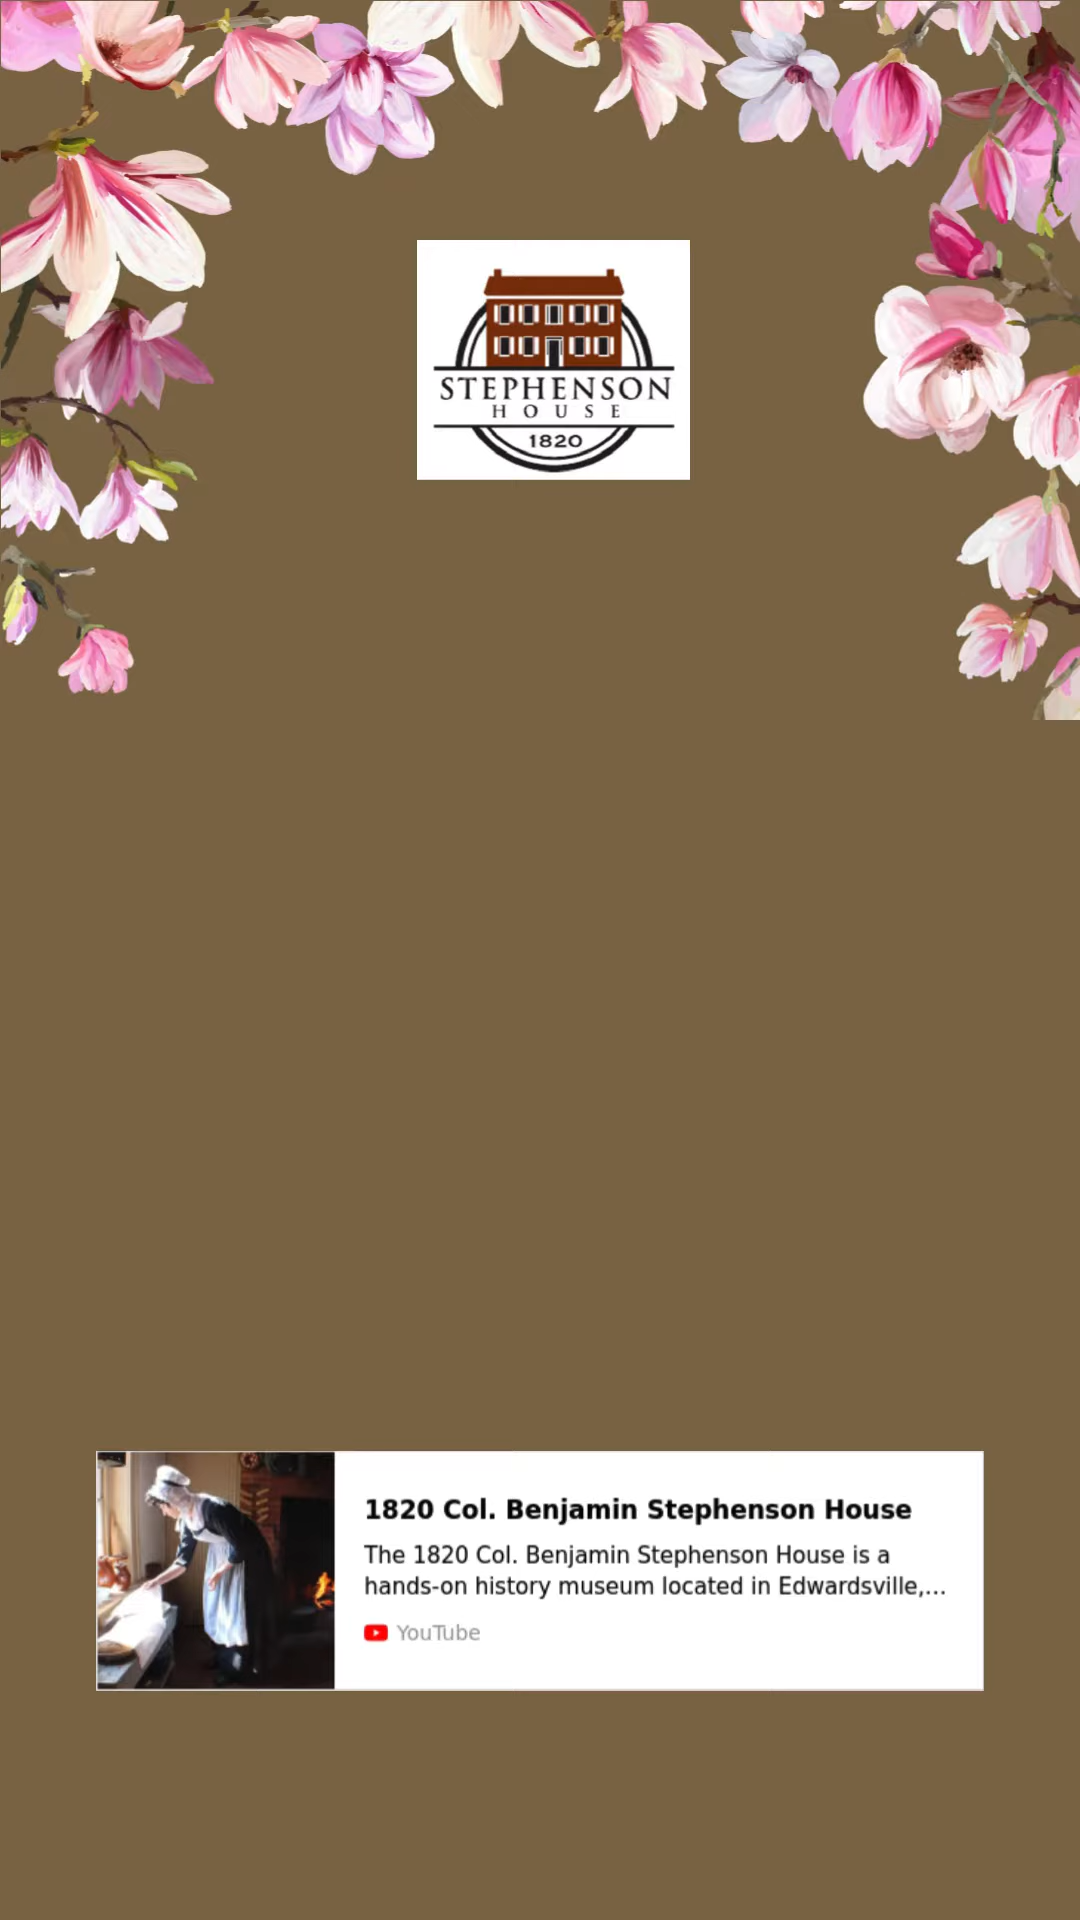 STEPHENSON
HOUSE
1820
1820 Col. Benjamin Stephenson House
The 1820 Col. Benjamin Stephenson House is a
hands-on history museum located in Edwardsville,...
YouTube